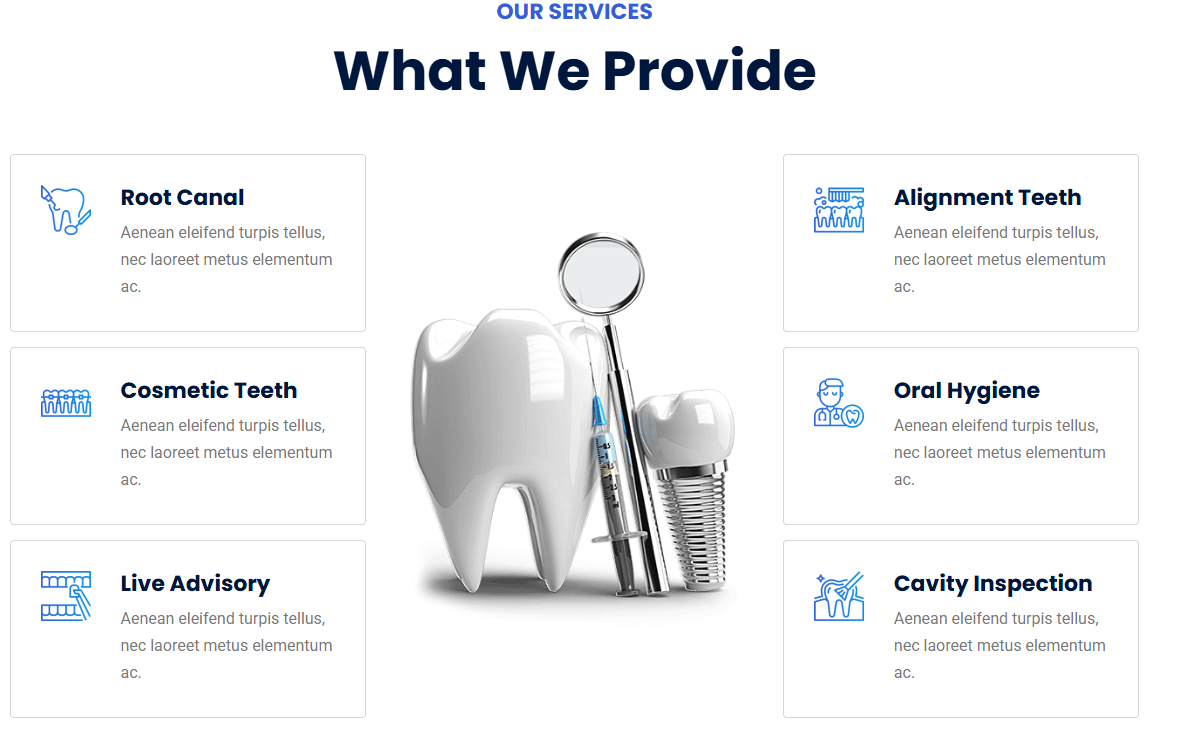 OUR SERVICES
What We Provide
Root Canal
Aenean eleifend turpis tellus,
nec laoreet metus elementum
ac.
Alignment Teeth
Aenean eleifend turpis tellus,
nec laoreet metus elementum
ac.
Cosmetic Teeth
Aenean eleifend turpis tellus,
nec laoreet metus elementum
ac.
Oral Hygiene
Aenean eleifend turpis tellus,
nec laoreet metus elementum
ac.
Live Advisory
Aenean eleifend turpis tellus,
nec laoreet metus elementum
ac.
Cavity Inspection
Aenean eleifend turpis tellus,
nec laoreet metus elementum
ac.